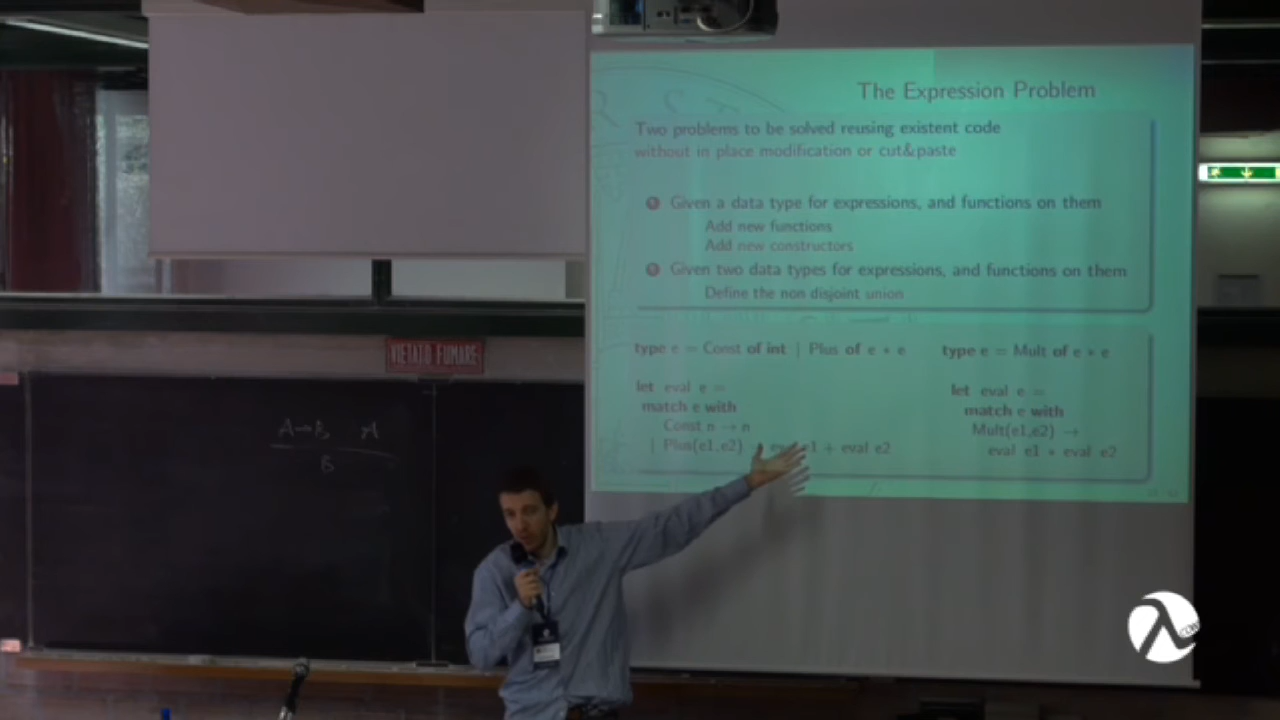 The Expression Problem
Two problems to be solved reusing existent code
without in place modification or cut&paste
Given a data type for expressions, and functions on them
Add new functions
Add new constructors
Given two data types for expressions, and functions on them
Define the non disjoint union
type e = Const of int | Plus of e * e
let eval e =
match e with
Const n → n
| Plus(e1,e2) e1 + eval e2
type e = Mult of e * e
let eval e =
match e with
Mult(e1,e2) →
eval e1 * eval e2
VIETATO FUMARE
A→B A
B
λ
CON